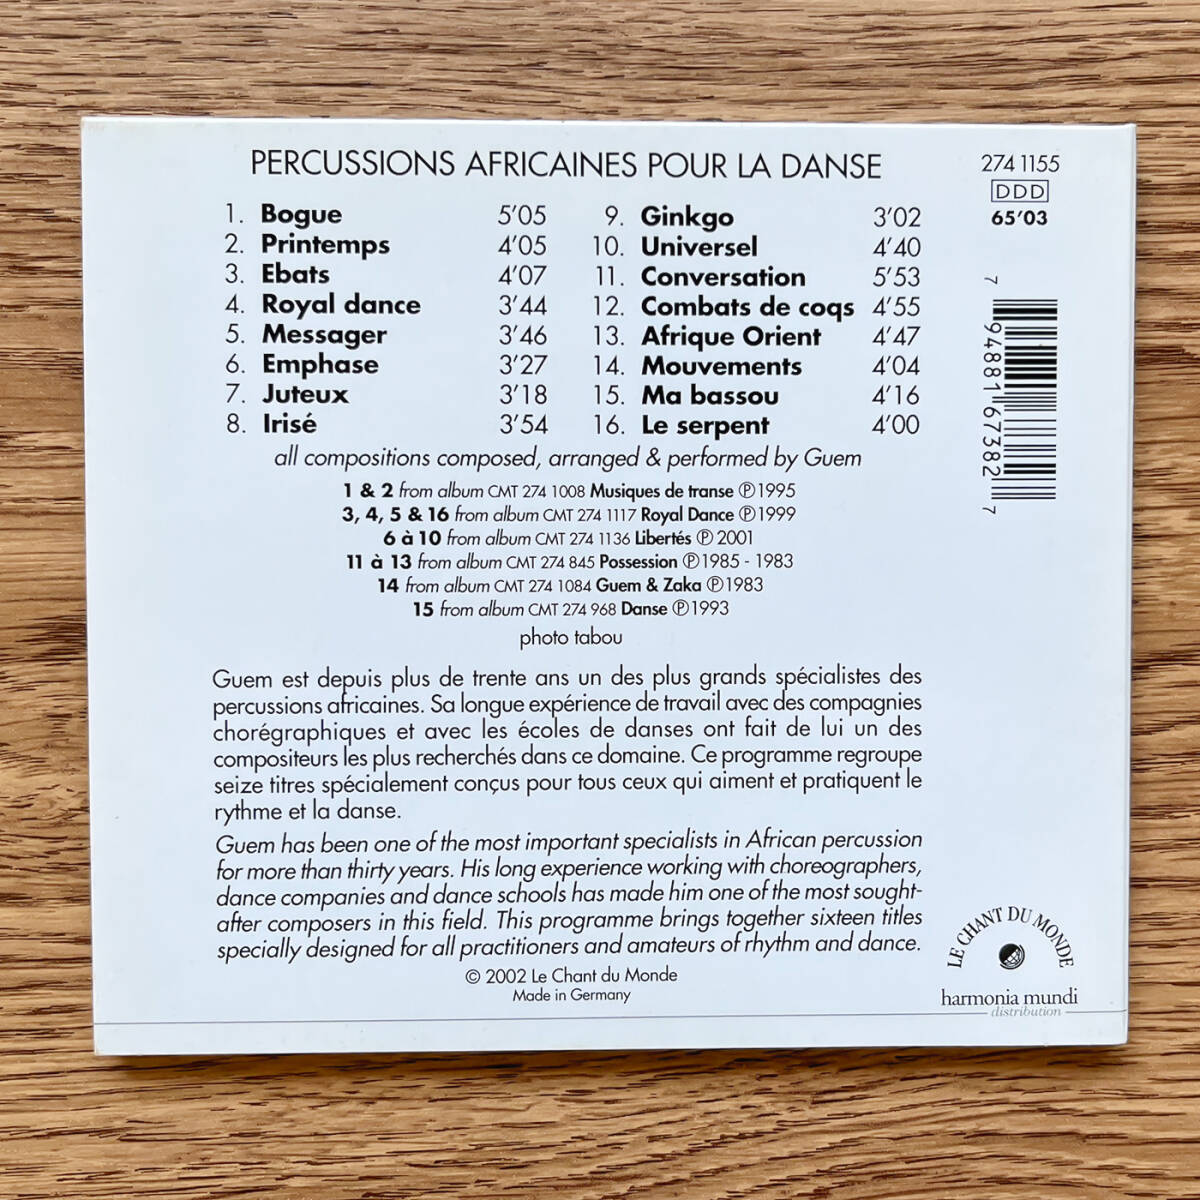 PERCUSSIONS AFRICAINES POUR LA DANSE
274 1155
DDD
65'03
1. Bogue 5'05
2. Printemps 4'05
3. Ebats 4'07
4. Royal dance 3'44
5. Messager 3'46
6. Emphase 3'27
7. Juteux 3'18
8. Irisé 3'54
9. Ginkgo 3'02
10. Universel 4'40
11. Conversation 5'53
12. Combats de coqs 4'55
13. Afrique Orient 4'47
14. Mouvements 4'04
15. Ma bassou 4'16
16. Le serpent 4'00
all compositions composed, arranged & performed by Guem
1 & 2 from album CMT 274 1008 Musiques de transe ℗1995
3, 4, 5 & 16 from album CMT 274 1117 Royal Dance ℗1999
6 à 10 from album CMT 274 1136 Libertés ℗ 2001
11 à 13 from album CMT 274 845 Possession ℗1985 - 1983
14 from album CMT 274 1084 Guem & Zaka ℗1983
15 from album CMT 274 968 Danse ℗1993
photo tabou
Guem est depuis plus de trente ans un des plus grands spécialistes des
percussions africaines. Sa longue expérience de travail avec des compagnies
chorégraphiques et avec les écoles de danses ont fait de lui un des
compositeurs les plus recherchés dans ce domaine. Ce programme regroupe
seize titres spécialement conçus pour tous ceux qui aiment et pratiquent le
rythme et la danse.
Guem has been one of the most important specialists in African percussion
for more than thirty years. His long experience working with choreographers,
dance companies and dance schools has made him one of the most sought-
after composers in this field. This programme brings together sixteen titles
specially designed for all practitioners and amateurs of rhythm and dance.
© 2002 Le Chant du Monde
Made in Germany
7 94881 67382 7
LE CHANT DU MONDE
harmonia mundi
distribution